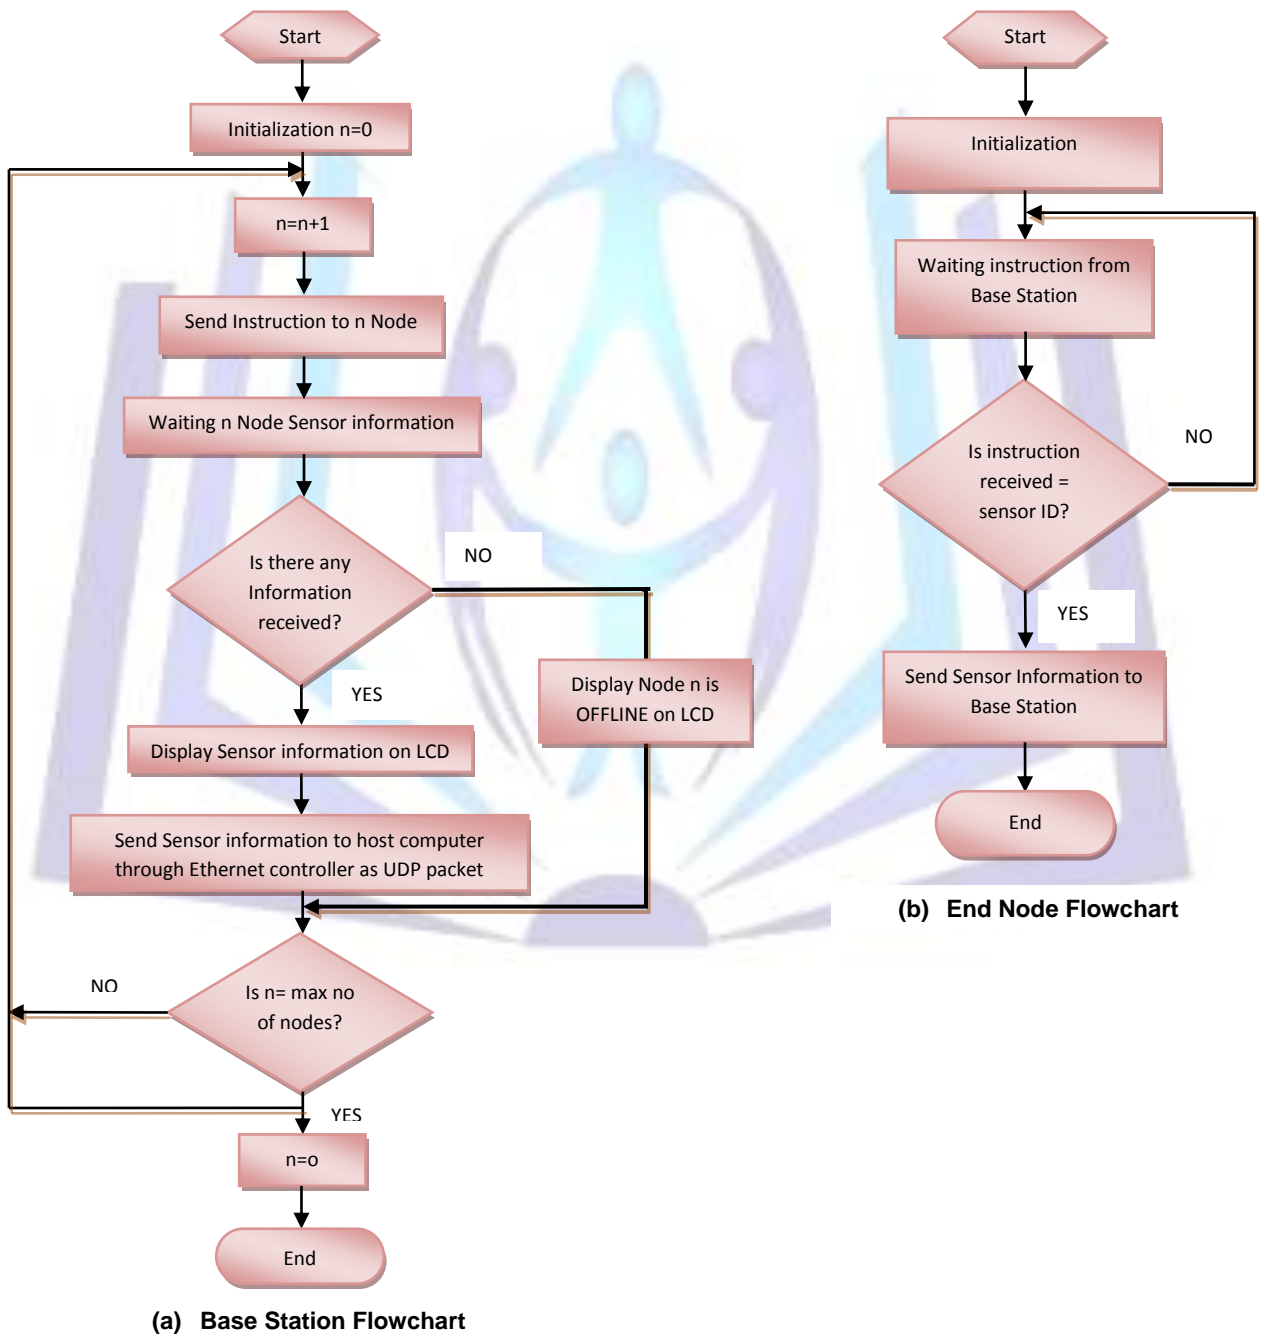 Start
Initialization n=0
n=n+1
Send Instruction to n Node
Waiting n Node Sensor information
Is there any
Information
received?
NO
YES
Display Node n is
OFFLINE on LCD
Display Sensor information on LCD
Send Sensor information to host computer
through Ethernet controller as UDP packet
Is n= max no
of nodes?
NO
YES
n=o
End
(a) Base Station Flowchart
Start
Initialization
Waiting instruction from
Base Station
Is instruction
received =
sensor ID?
NO
YES
Send Sensor Information to
Base Station
End
(b) End Node Flowchart